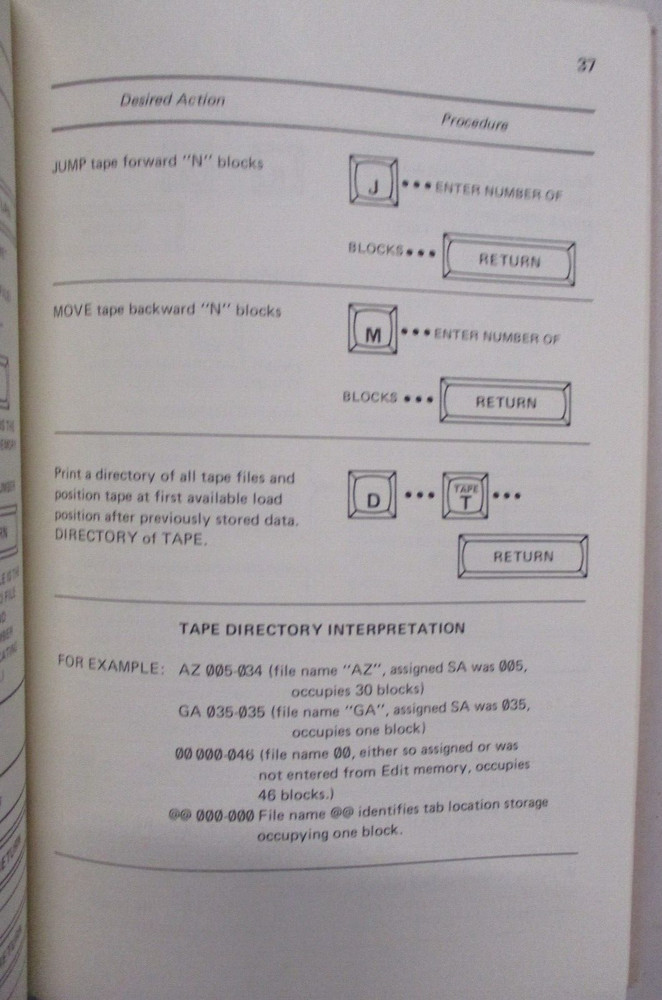 37
Desired Action
Procedure
JUMP tape forward "N" blocks
J •••ENTER NUMBER OF
BLOCKS••• RETURN
MOVE tape backward "N" blocks
M •••ENTER NUMBER OF
BLOCKS ••• RETURN
Print a directory of all tape files and
position tape at first available load
position after previously stored data.
DIRECTORY of TAPE.
D ••• TAPE T •••
RETURN
TAPE DIRECTORY INTERPRETATION
FOR EXAMPLE: AZ 005-034 (file name "AZ", assigned SA was 005,
occupies 30 blocks)
GA 035-035 (file name "GA", assigned SA was 035,
occupies one block)
00 000-046 (file name 00, either so assigned or was
not entered from Edit memory, occupies
46 blocks.)
@@ 000-000 File name @@ identifies tab location storage
occupying one block.